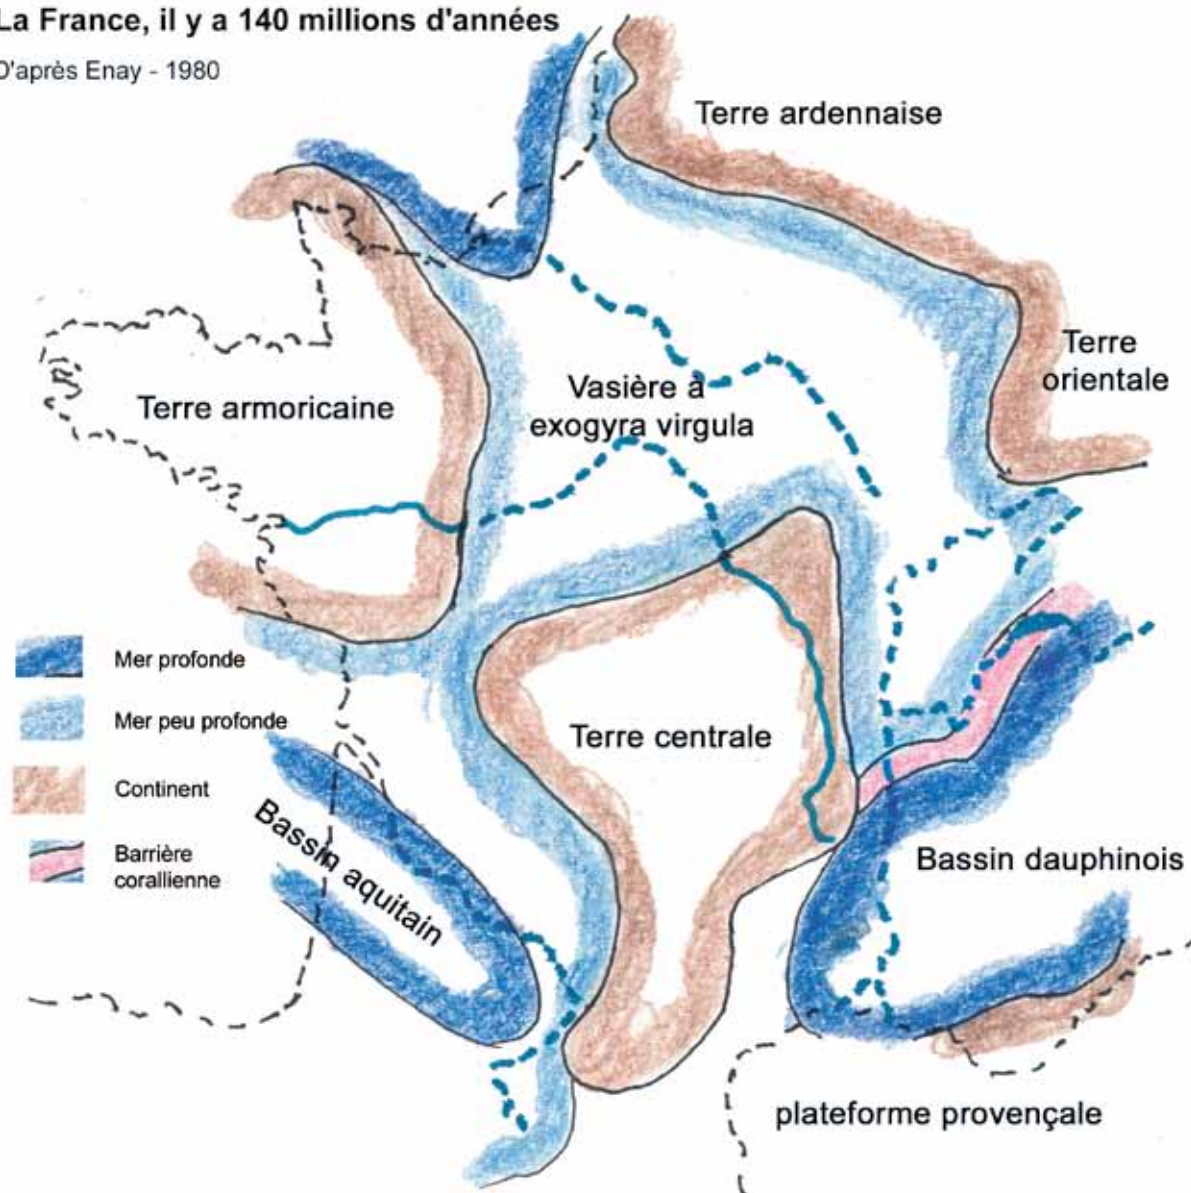 La France, il y a 140 millions d'années
D'après Enay - 1980
Terre ardennaise
Terre
orientale
Vasière à
exogyra virgula
Terre armoricaine
Mer profonde
Mer peu profonde
Continent
Barrière
corallienne
Terre centrale
Bassin aquitain
Bassin dauphinois
plateforme provençale